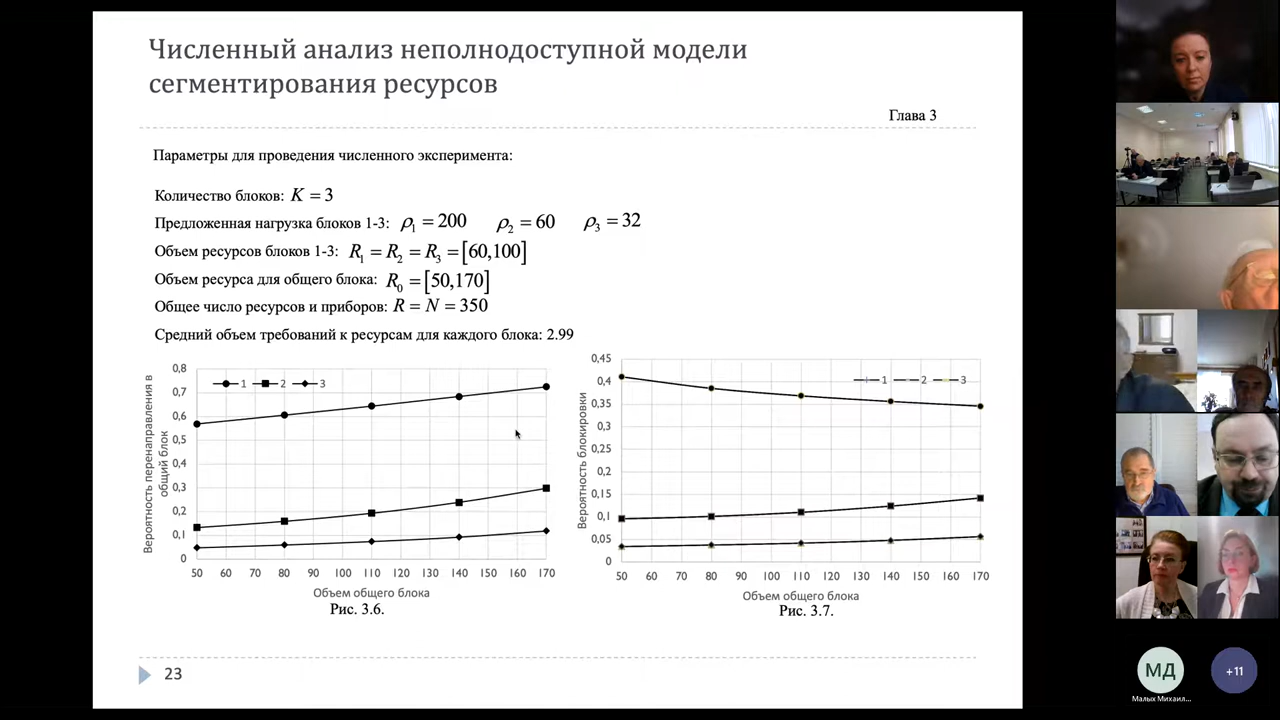 Численный анализ неполнодоступной модели
сегментирования ресурсов
Глава 3
Параметры для проведения численного эксперимента:
Количество блоков: K = 3
Предложенная нагрузка блоков 1-3: ρ₁ = 200 ρ₂ = 60 ρ₃ = 32
Объем ресурсов блоков 1-3: R₁ = R₂ = R₃ = [60,100]
Объем ресурса для общего блока: R₀ = [50,170]
Общее число ресурсов и приборов: R = N = 350
Средний объем требований к ресурсам для каждого блока: 2.99
Вероятность перенаправления в
общий блок
0,8
0,7
0,6
0,5
0,4
0,3
0,2
0,1
0
1 2 3
50 60 70 80 90 100 110 120 130 140 150 160 170
Объем общего блока
Рис. 3.6.
Вероятность блокировки
0,45
0,4
0,35
0,3
0,25
0,2
0,15
0,1
0,05
0
1 2 3
50 60 70 80 90 100 110 120 130 140 150 160 170
Объем общего блока
Рис. 3.7.
23
МД
Малых Михаил...
+11